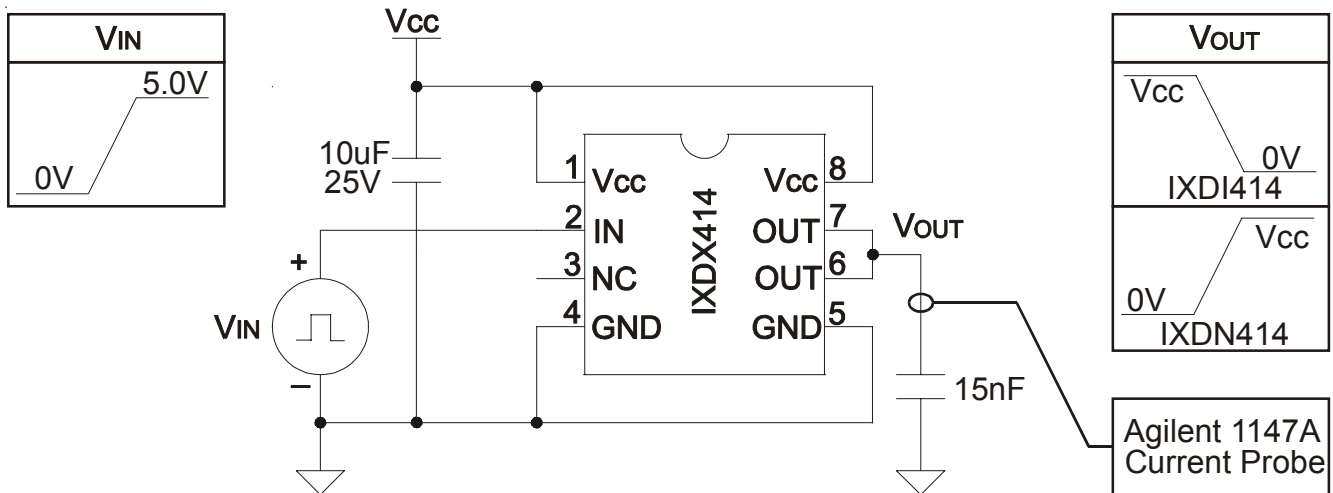 VIN
5.0V
0V
Vcc
10uF
25V
1
Vcc
2
IN
3
NC
4
GND
IXDX414
8
Vcc
7
OUT
6
OUT
5
GND
VOUT
+
VIN
–
15nF
VOUT
Vcc
0V
IXDI414
Vcc
0V
IXDN414
Agilent 1147A
Current Probe